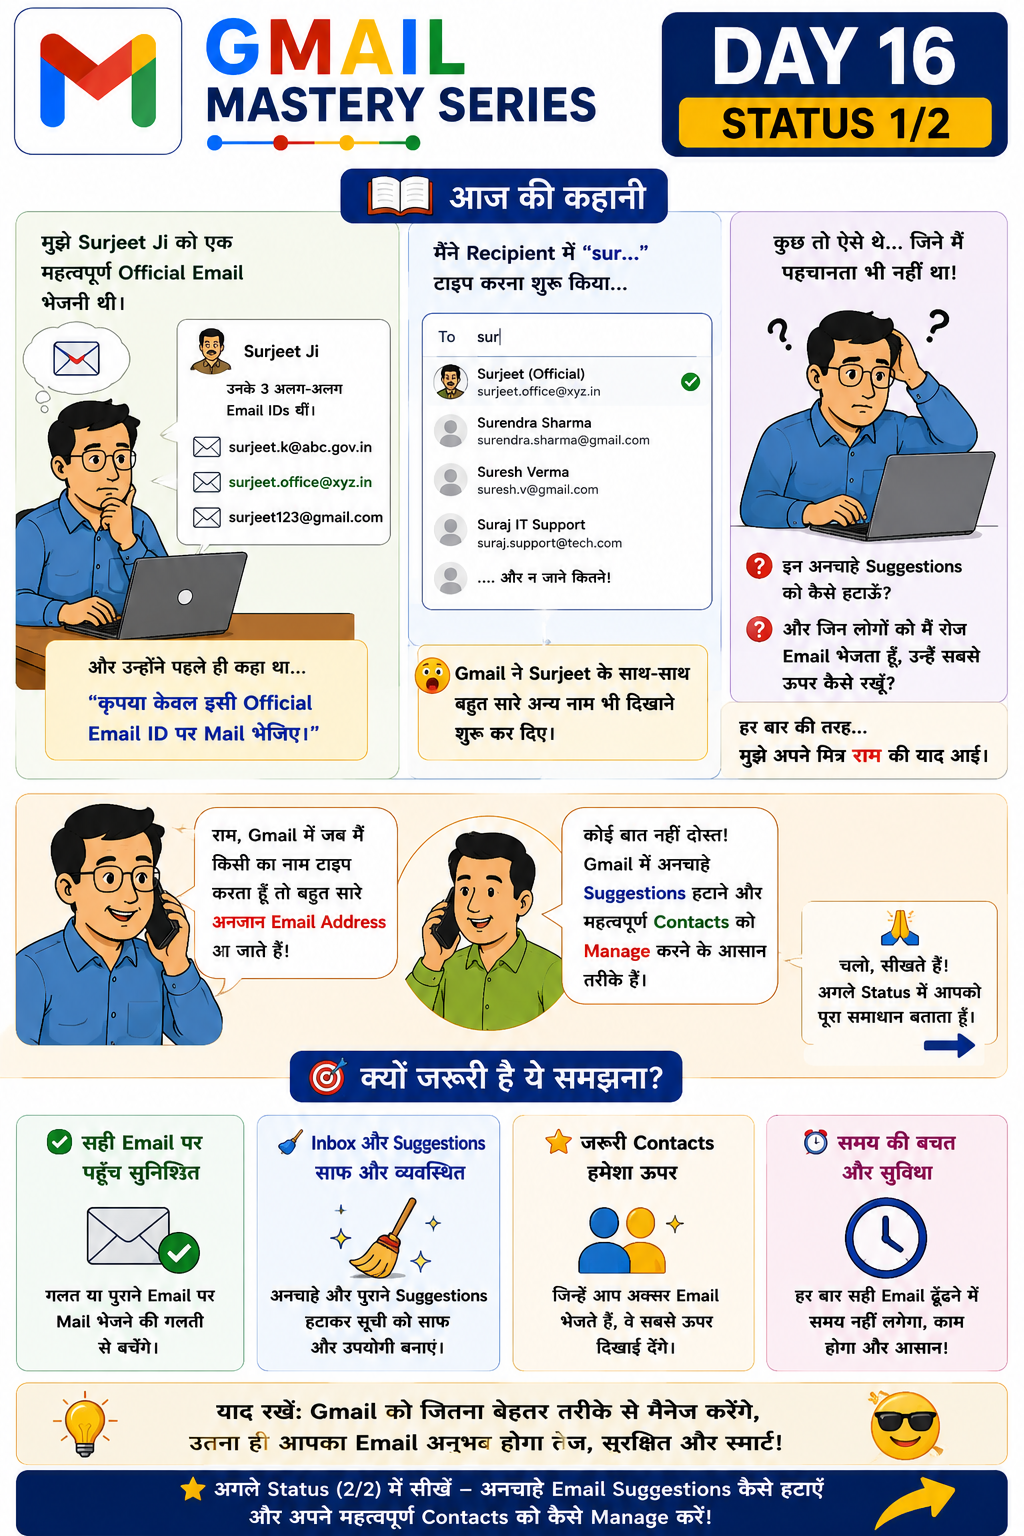 GMAIL
MASTERY SERIES
DAY 16
STATUS 1/2
आज की कहानी
मुझे Surjeet Ji को एक
महत्वपूर्ण Official Email
भेजनी थी।
Surjeet Ji
उनके 3 अलग-अलग
Email IDs थीं।
surjeet.k@abc.gov.in
surjeet.office@xyz.in
surjeet123@gmail.com
और उन्होंने पहले ही कहा था...
“कृपया केवल इसी Official
Email ID पर Mail भेजिए।”
मैंने Recipient में “sur...”
टाइप करना शुरू किया...
To sur
Surjeet (Official)
surjeet.office@xyz.in
Surendra Sharma
surendra.sharma@gmail.com
Suresh Verma
suresh.v@gmail.com
Suraj IT Support
suraj.support@tech.com
.... और न जाने कितने!
Gmail ने Surjeet के साथ-साथ
बहुत सारे अन्य नाम भी दिखाने
शुरू कर दिए।
कुछ तो ऐसे थे... जिने मैं
पहचानता भी नहीं था!
? ?
? इन अनचाहे Suggestions
को कैसे हटाऊँ?
? और जिन लोगों को मैं रोज
Email भेजता हूँ, उन्हें सबसे
ऊपर कैसे रखूं?
हर बार की तरह...
मुझे अपने मित्र राम की याद आई।
राम, Gmail में जब मैं
किसी का नाम टाइप
करता हूँ तो बहुत सारे
अनजान Email Address
आ जाते हैं!
कोई बात नहीं दोस्त!
Gmail में अनचाहे
Suggestions हटाने और
महत्वपूर्ण Contacts को
Manage करने के आसान
तरीके हैं।
चलो, सीखते हैं!
अगले Status में आपको
पूरा समाधान बताता हूँ।
क्यों जरूरी है ये समझना?
सही Email पर
पहूँच सुनिश्चित
गलत या पुराने Email पर
Mail भेजने की गलती
से बचेंगे।
Inbox और Suggestions
साफ और व्यवस्थित
अनचाहे और पुराने Suggestions
हटाकर सूची को साफ
और उपयोगी बनाएं।
जरूरी Contacts
हमेशा ऊपर
जिन्हें आप अक्सर Email
भेजते हैं, वे सबसे ऊपर
दिखाई देंगे।
समय की बचत
और सुविधा
हर बार सही Email ढूंढने में
समय नहीं लगेगा, काम
होगा और आसान!
याद रखें: Gmail को जितना बेहतर तरीके से मैनेज करेंगे,
उतना ही आपका Email अनुभव होगा तेज, सुरक्षित और स्मार्ट!
अगले Status (2/2) में सीखें – अनचाहे Email Suggestions कैसे हटाएँ
और अपने महत्वपूर्ण Contacts को कैसे Manage करें!